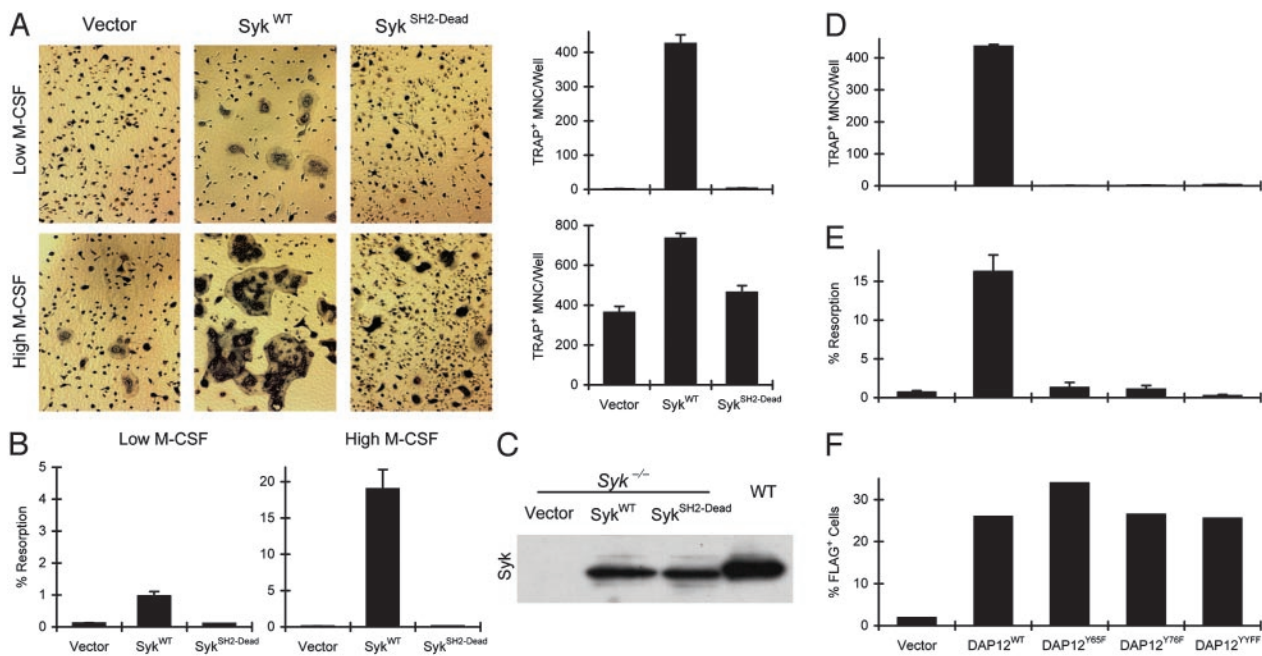 A
Vector
Syk WT
Syk SH2-Dead
Low M-CSF
High M-CSF
TRAP+ MNC/Well
400
300
200
100
0
TRAP+ MNC/Well
800
600
400
200
0
Vector
Syk WT
Syk SH2-Dead
B
Low M-CSF
% Resorption
5
4
3
2
1
0
Vector
Syk WT
Syk SH2-Dead
High M-CSF
20
15
10
5
0
Vector
Syk WT
Syk SH2-Dead
C
Syk −/−
WT
Vector
Syk WT
Syk SH2-Dead
Syk
D
TRAP+ MNC/Well
400
300
200
100
0
E
% Resorption
15
10
5
0
F
% FLAG+ Cells
30
20
10
0
Vector
DAP12 WT
DAP12 Y65F
DAP12 Y76F
DAP12 YYFF